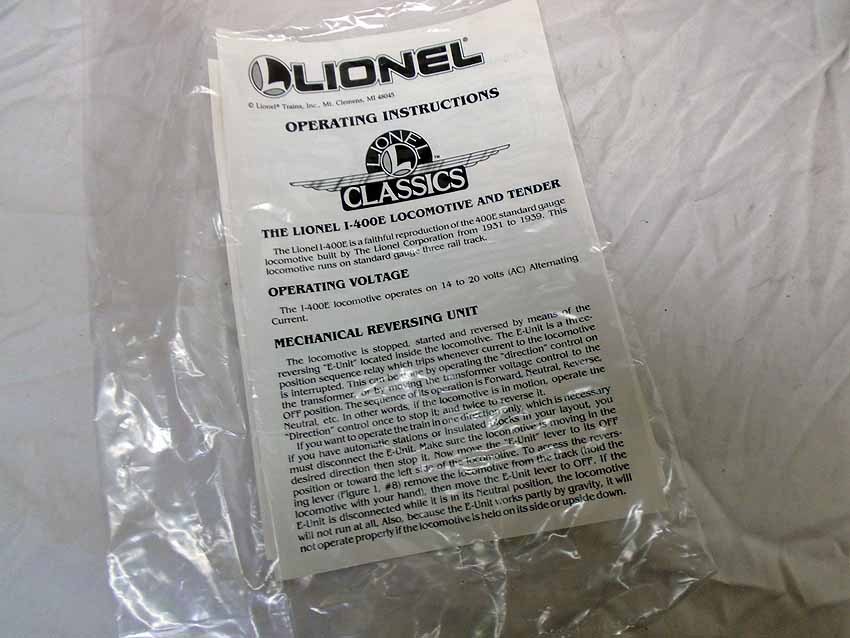 LIONEL®
© Lionel® Trains, Inc., Mt. Clemens, MI 48045
OPERATING INSTRUCTIONS
LIONEL
L ™
CLASSICS
THE LIONEL I-400E LOCOMOTIVE AND TENDER
The Lionel I-400E is a faithful reproduction of the 400E standard gauge
locomotive built by The Lionel Corporation from 1931 to 1939. This
locomotive runs on standard gauge three rail track.
OPERATING VOLTAGE
The I-400E locomotive operates on 14 to 20 volts (AC) Alternating
Current.
MECHANICAL REVERSING UNIT
The locomotive is stopped, started and reversed by means of the
reversing "E-Unit" located inside the locomotive. The E-Unit is a three-
position sequence relay which trips whenever current to the locomotive
is interrupted. This can be done by operating the "direction" control on
the transformer, or by moving the transformer voltage control to the
OFF position. The sequence of its operation is Forward, Neutral, Reverse,
Neutral, etc. In other words, if the locomotive is in motion, operate the
"Direction" control once to stop it, and twice to reverse it.
If you want to operate the train in one direction only, which is necessary
if you have automatic stations or Insulated Blocks in your layout, you
must disconnect the E-Unit. Make sure the locomotive is moving in the
desired direction then stop it. Now move the "E-Unit" lever to its OFF
position or toward the left side of the locomotive. To access the revers-
ing lever (Figure 1, #8) remove the locomotive from the track (hold the
locomotive with your hand), then move the E-Unit lever to OFF. If the
E-Unit is disconnected while it is in its Neutral position, the locomotive
will not run at all. Also, because the E-Unit works partly by gravity, it will
not operate properly if the locomotive is held on its side or upside down.